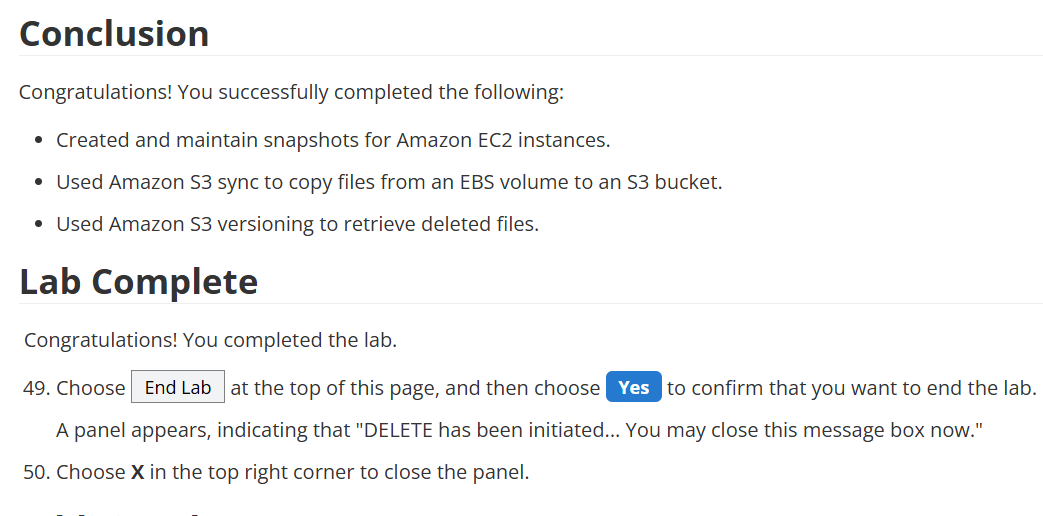 Conclusion
Congratulations! You successfully completed the following:
• Created and maintain snapshots for Amazon EC2 instances.
• Used Amazon S3 sync to copy files from an EBS volume to an S3 bucket.
• Used Amazon S3 versioning to retrieve deleted files.
Lab Complete
Congratulations! You completed the lab.
49. Choose End Lab at the top of this page, and then choose Yes to confirm that you want to end the lab.
A panel appears, indicating that "DELETE has been initiated... You may close this message box now."
50. Choose X in the top right corner to close the panel.